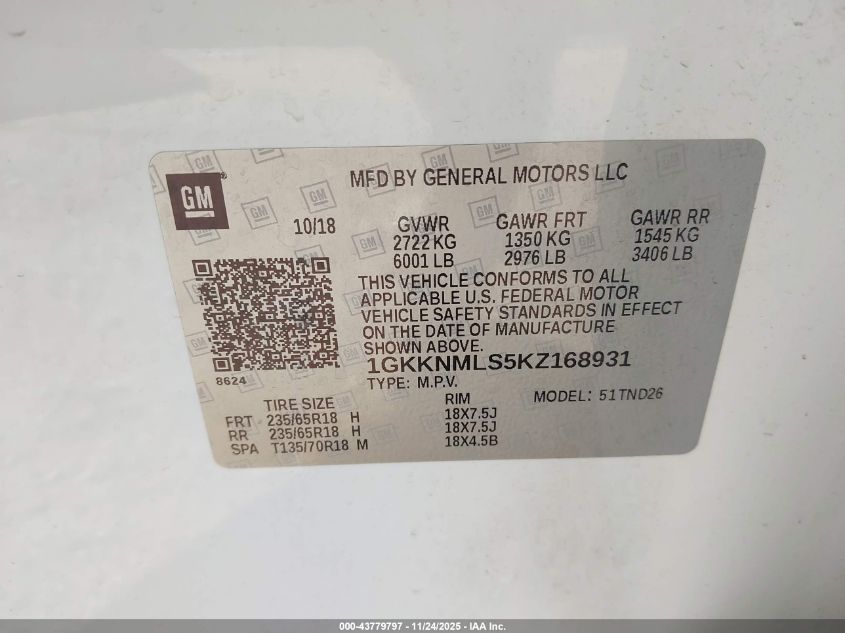 GM
MFD BY GENERAL MOTORS LLC
10/18
GVWR GAWR FRT GAWR RR
2722 KG 1350 KG 1545 KG
6001 LB 2976 LB 3406 LB
THIS VEHICLE CONFORMS TO ALL
APPLICABLE U.S. FEDERAL MOTOR
VEHICLE SAFETY STANDARDS IN EFFECT
ON THE DATE OF MANUFACTURE
SHOWN ABOVE.
1GKKNMLS5KZ168931
8624
TYPE: M.P.V. MODEL: 51TND26
TIRE SIZE RIM
FRT 235/65R18 H 18X7.5J
RR 235/65R18 H 18X7.5J
SPA T135/70R18 M 18X4.5B
000-43779797 - 11/24/2025 - IAA Inc.